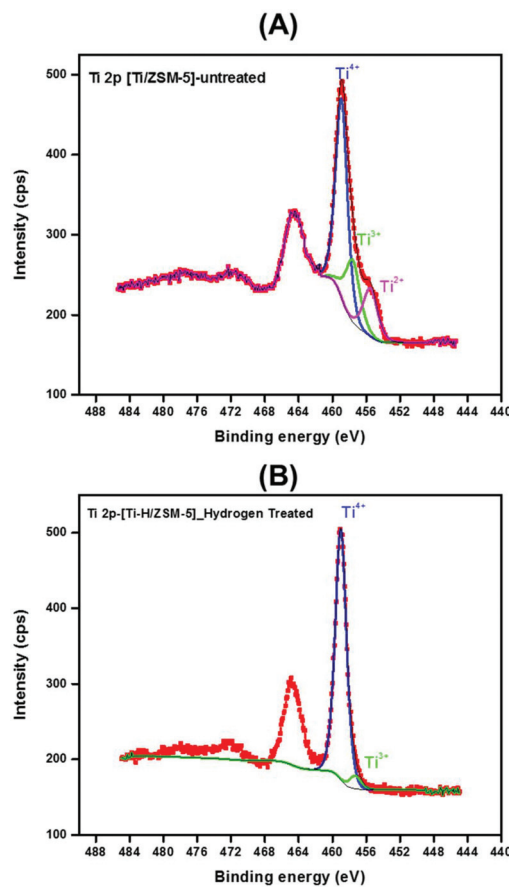 (A)
Ti 2p [Ti/ZSM-5]-untreated
Ti4+
Ti3+
Ti2+
Intensity (cps)
500
400
300
200
100
488 484 480 476 472 468 464 460 456 452 448 444 440
Binding energy (eV)
(B)
Ti 2p-[Ti-H/ZSM-5]_Hydrogen Treated
Ti4+
Ti3+
Intensity (cps)
500
400
300
200
100
488 484 480 476 472 468 464 460 456 452 448 444 440
Binding energy (eV)